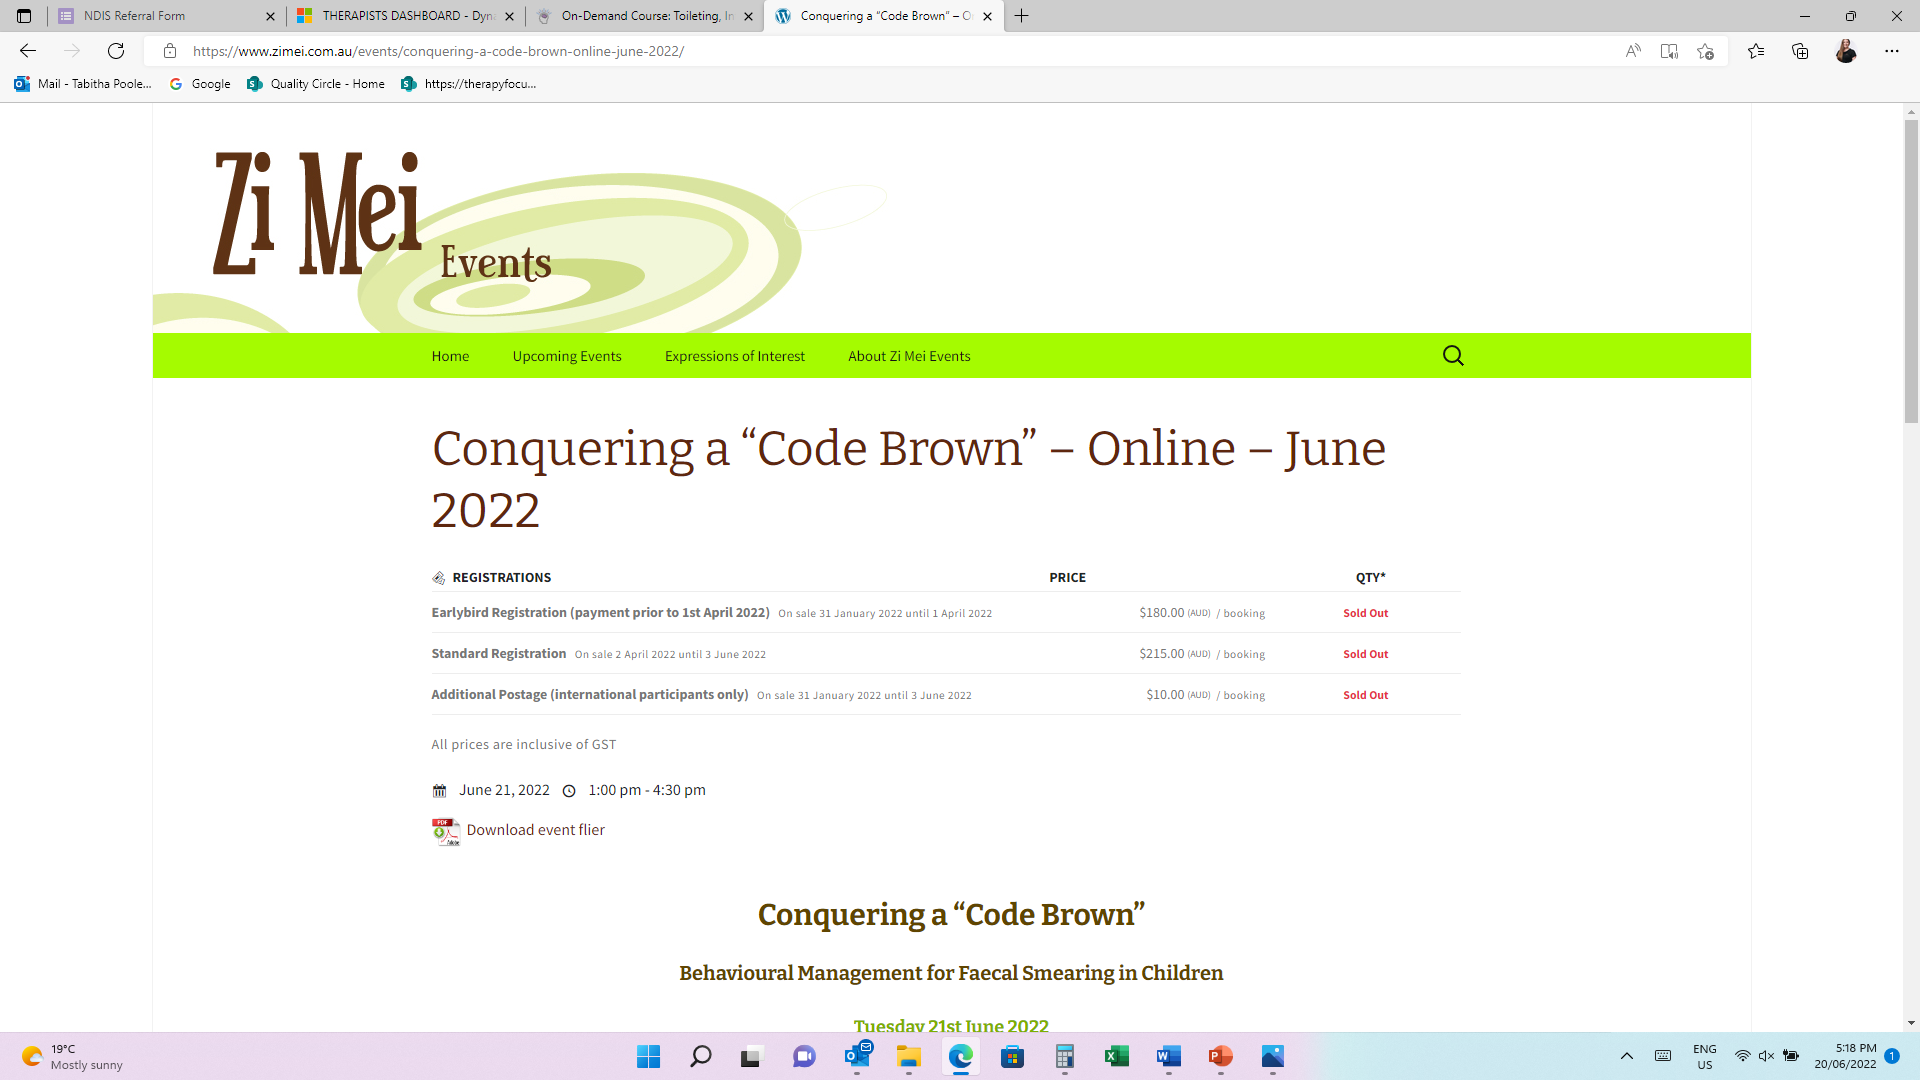 NDIS Referral Form
THERAPISTS DASHBOARD - Dyna
On-Demand Course: Toileting, In
Conquering a “Code Brown” – O
https://www.zimei.com.au/events/conquering-a-code-brown-online-june-2022/
Mail - Tabitha Poole...
Google
Quality Circle - Home
https://therapyfocu...
Zi Mei
Events
Home
Upcoming Events
Expressions of Interest
About Zi Mei Events
Conquering a “Code Brown” – Online – June
2022
REGISTRATIONS PRICE QTY*
Earlybird Registration (payment prior to 1st April 2022) On sale 31 January 2022 until 1 April 2022 $180.00 (AUD) / booking Sold Out
Standard Registration On sale 2 April 2022 until 3 June 2022 $215.00 (AUD) / booking Sold Out
Additional Postage (international participants only) On sale 31 January 2022 until 3 June 2022 $10.00 (AUD) / booking Sold Out
All prices are inclusive of GST
June 21, 2022 1:00 pm - 4:30 pm
PDF
Adobe
Download event flier
Conquering a “Code Brown”
Behavioural Management for Faecal Smearing in Children
Tuesday 21st June 2022
19°C
Mostly sunny
ENG
US
5:18 PM
20/06/2022
1